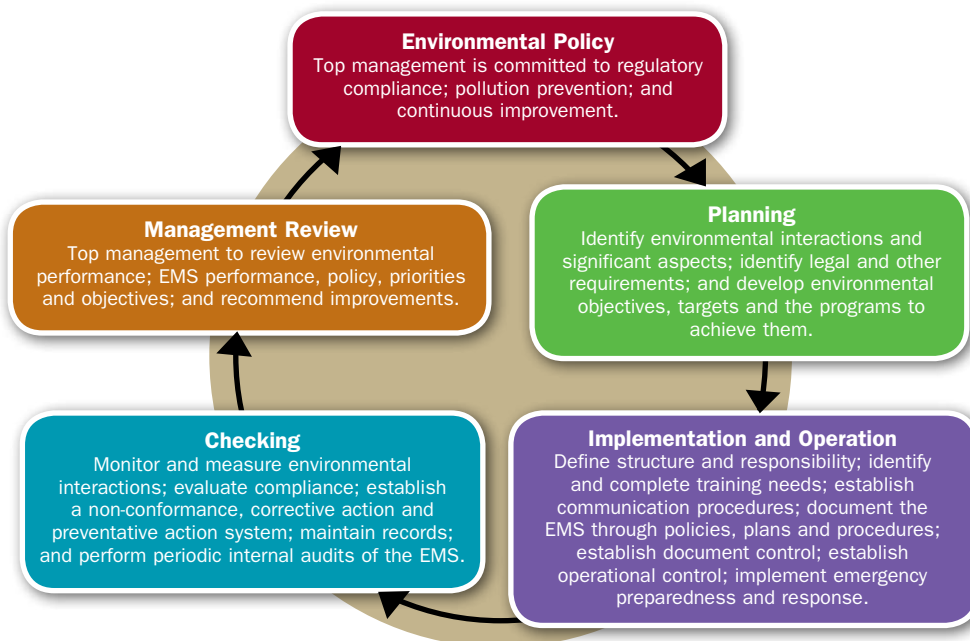 Environmental Policy
Top management is committed to regulatory
compliance; pollution prevention; and
continuous improvement.
Planning
Identify environmental interactions and
significant aspects; identify legal and other
requirements; and develop environmental
objectives, targets and the programs to
achieve them.
Implementation and Operation
Define structure and responsibility; identify
and complete training needs; establish
communication procedures; document the
EMS through policies, plans and procedures;
establish document control; establish
operational control; implement emergency
preparedness and response.
Checking
Monitor and measure environmental
interactions; evaluate compliance; establish
a non-conformance, corrective action and
preventative action system; maintain records;
and perform periodic internal audits of the EMS.
Management Review
Top management to review environmental
performance; EMS performance, policy, priorities
and objectives; and recommend improvements.